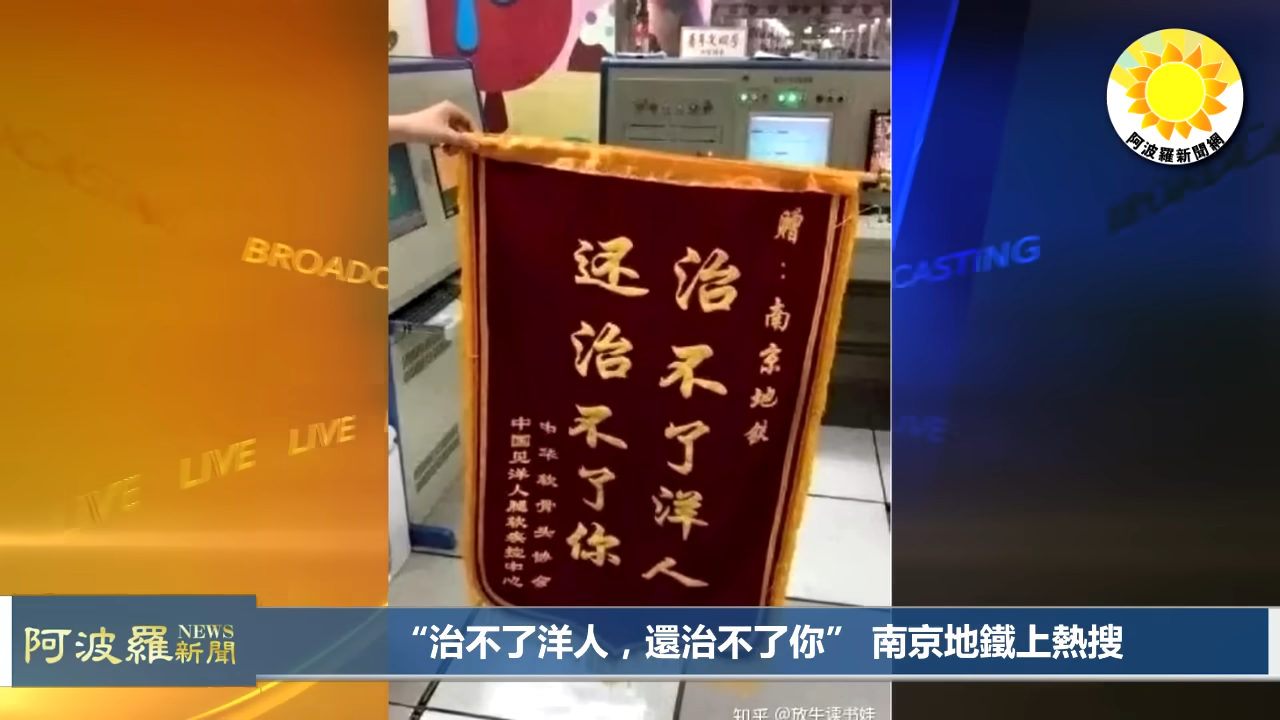 阿波羅新聞網
BROADC
CASTING
LIVE
LIVE
LIVE
赠：南京地铁
治不了洋人
还治不了你
中华软骨头协会
中国见洋人腿软疾控中心
阿波羅新聞
NEWS
“治不了洋人，還治不了你” 南京地鐵上熱搜
知乎 @放牛读书娃